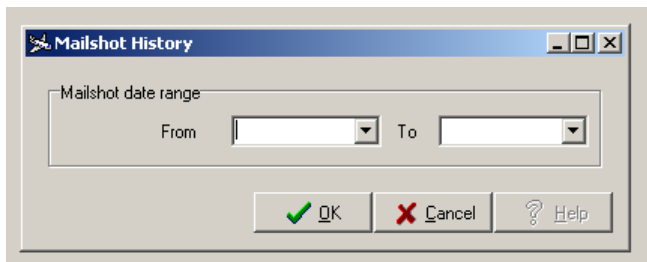 Mailshot History
Mailshot date range
From To
OK Cancel Help